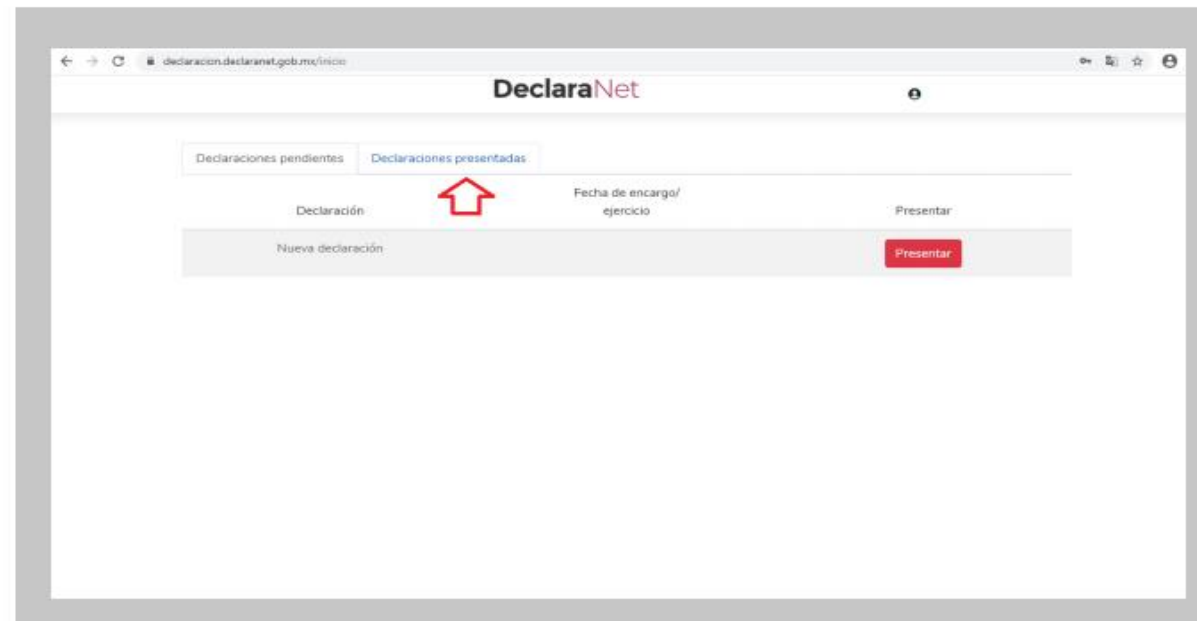 declaracion.declaranet.gob.mx/inicio
DeclaraNet
Declaraciones pendientes Declaraciones presentadas
Declaración Fecha de encargo/ ejercicio Presentar
Nueva declaración Presentar